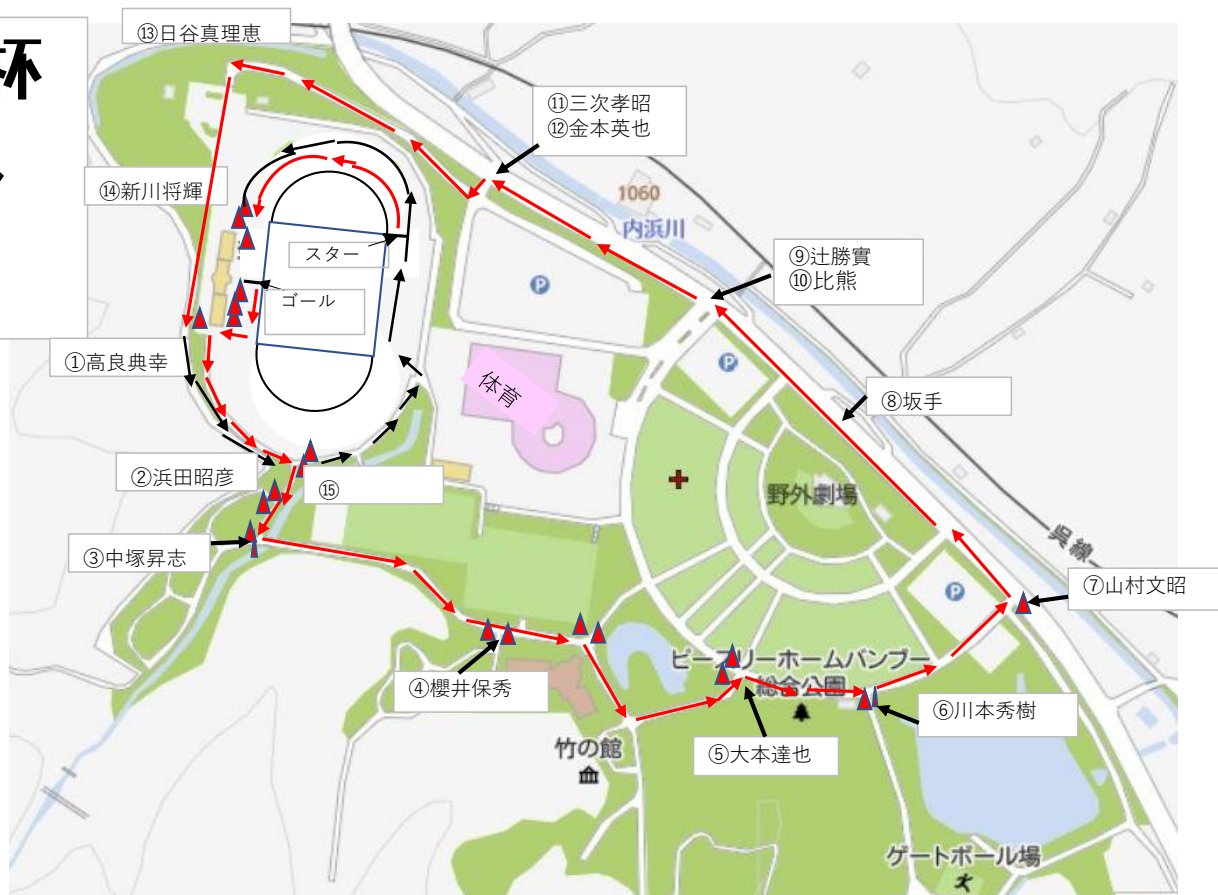 杯
⑬日谷真理恵
⑪三次孝昭
⑫金本英也
⑭新川将輝
1060
内浜川
スター
⑨辻勝實
⑩比熊
ゴール
P
①高良典幸
P
体育
⑧坂手
②浜田昭彦
⑮
野外劇場
呉線
③中塚昇志
P
⑦山村文昭
ピースリーホームバンブー
総合公園
④櫻井保秀
⑥川本秀樹
竹の館
⑤大本達也
ゲートボール場